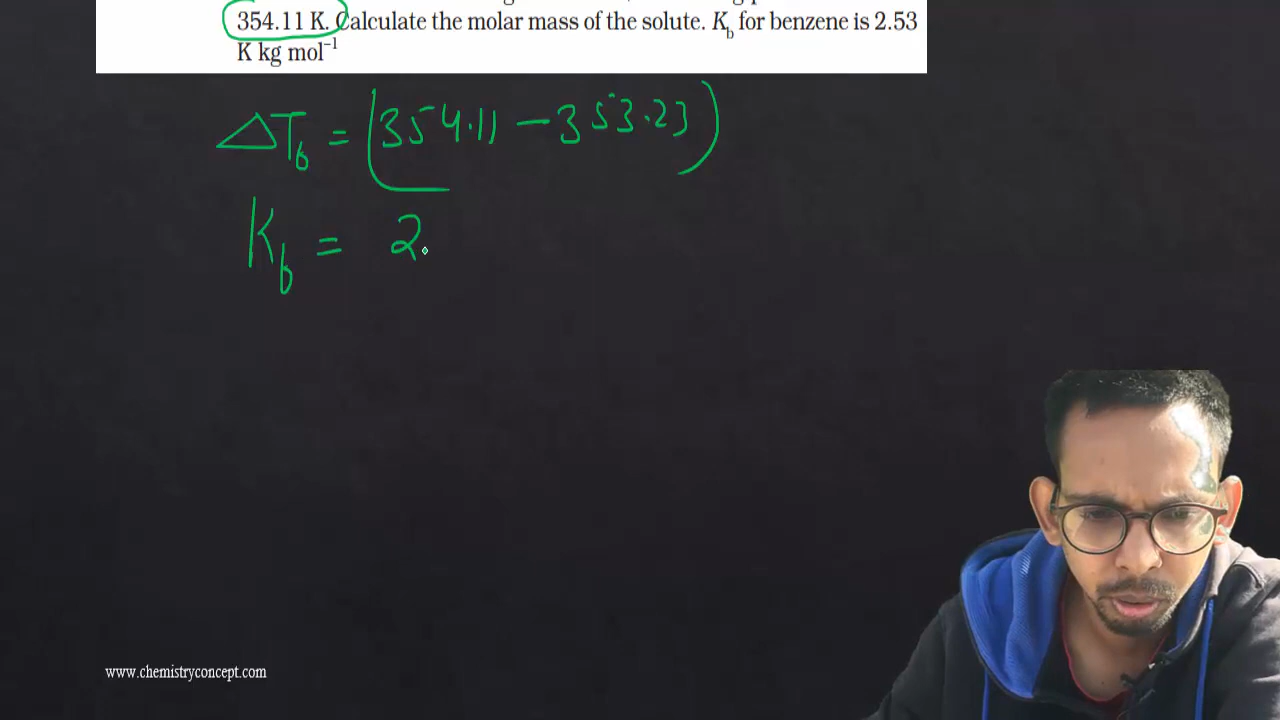 354.11 K. Calculate the molar mass of the solute. Kb for benzene is 2.53
K kg mol⁻¹
ΔTb = (354.11 − 353.23)
Kb = 2.
www.chemistryconcept.com